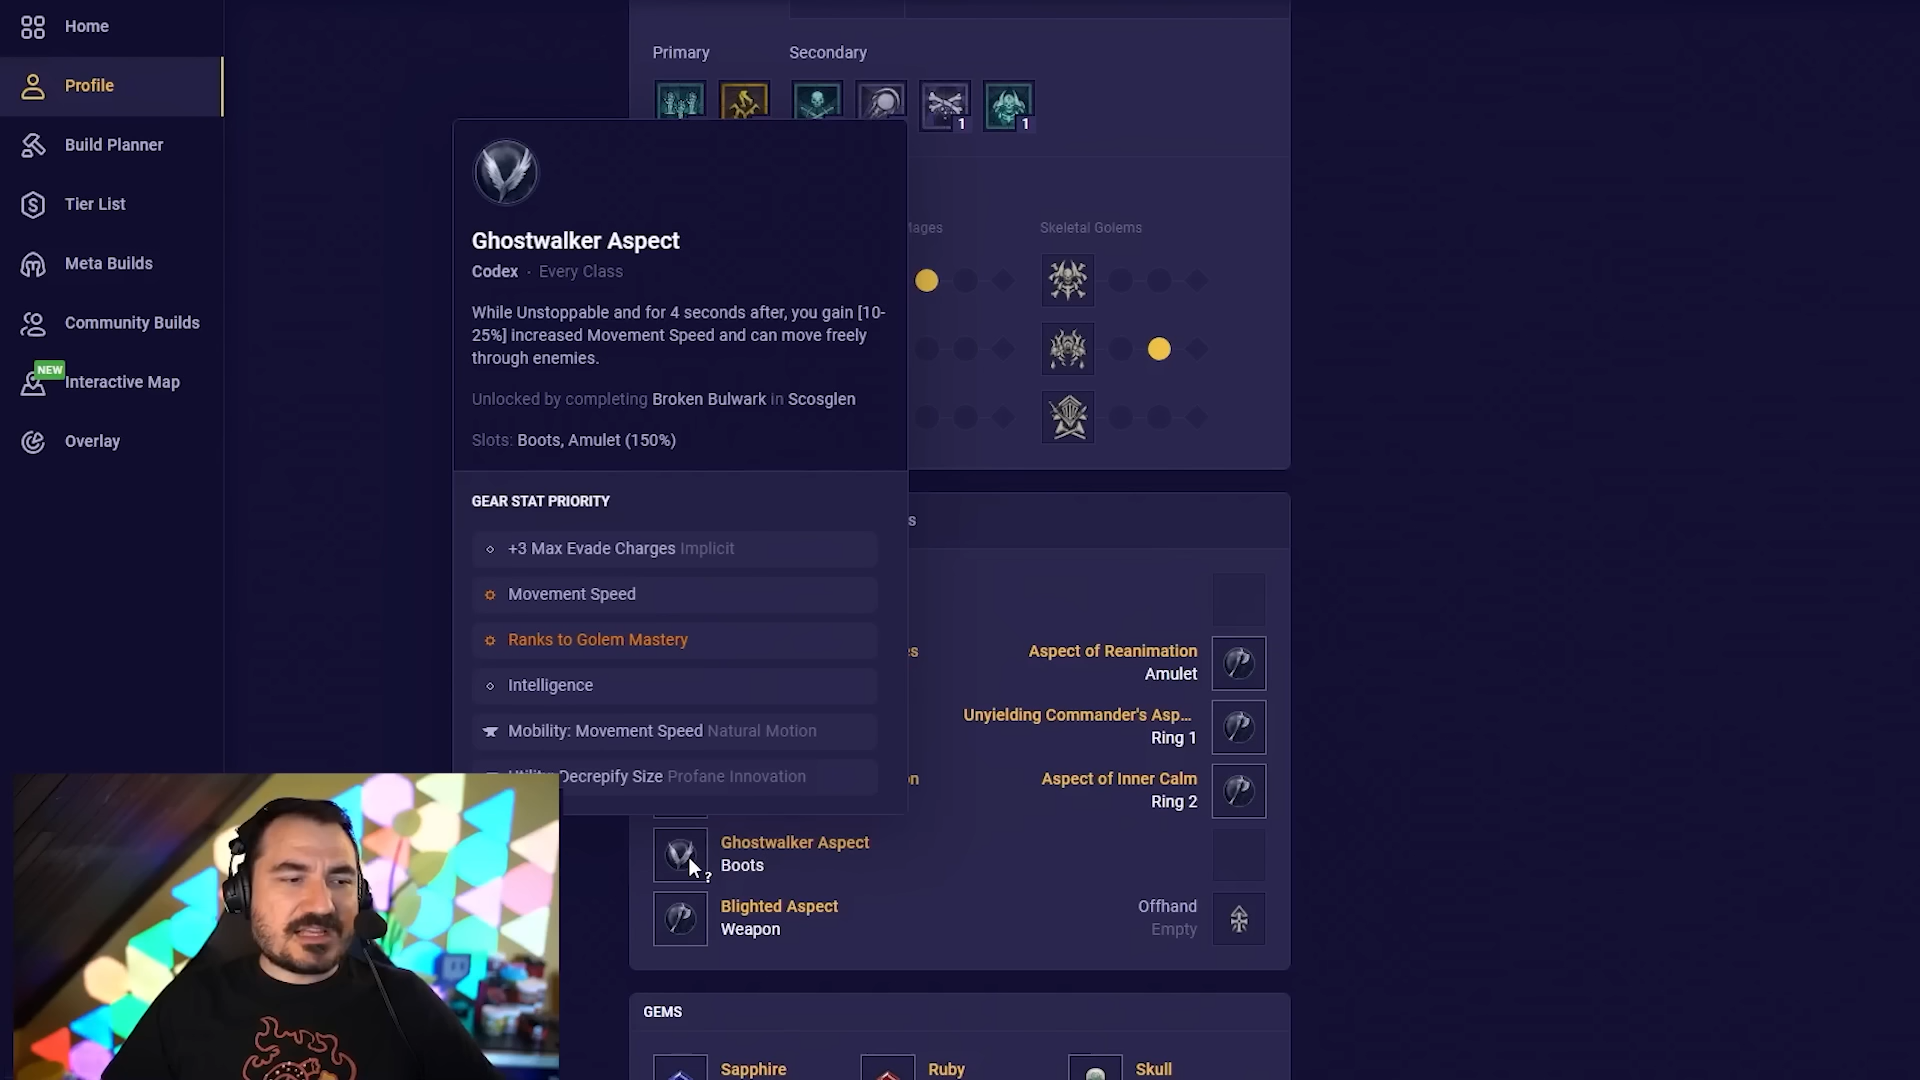 Home
Profile
Build Planner
Tier List
Meta Builds
Community Builds
NEW
Interactive Map
Overlay
Primary
Secondary
1
1
Ghostwalker Aspect
Codex · Every Class
While Unstoppable and for 4 seconds after, you gain [10-
25%] increased Movement Speed and can move freely
through enemies.
Unlocked by completing Broken Bulwark in Scosglen
Slots: Boots, Amulet (150%)
GEAR STAT PRIORITY
+3 Max Evade Charges Implicit
Movement Speed
Ranks to Golem Mastery
Intelligence
Mobility: Movement Speed Natural Motion
Decrepify Size Profane Innovation
Skeletal Golems
Aspect of Reanimation
Amulet
Unyielding Commander's Asp...
Ring 1
Aspect of Inner Calm
Ring 2
Ghostwalker Aspect
Boots
?
Blighted Aspect
Weapon
Offhand
Empty
GEMS
Sapphire
Ruby
Skull